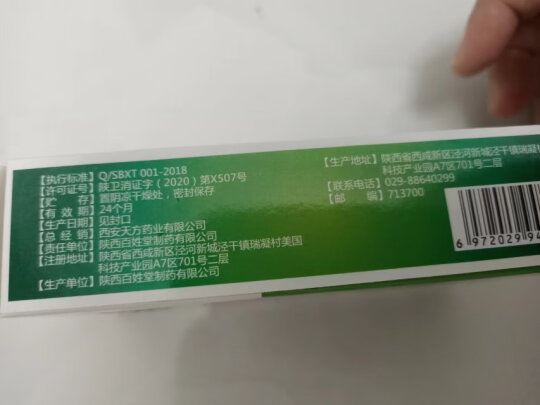 【执行标准】Q/SBXT 001-2018
【许可证号】陕卫消证字（2020）第X507号
【贮    存】置阴凉干燥处，密封保存
【有 效 期】24个月
【生产日期】见封口
【总 经 销】西安天方药业有限公司
【责任单位】陕西百姓堂制药有限公司
【注册地址】陕西省西咸新区泾河新城泾干镇瑞凝村美国
科技产业园A7区701号二层
【生产单位】陕西百姓堂制药有限公司
【生产地址】陕西省西咸新区泾河新城泾干镇瑞凝村
科技产业园A7区701号二层
【联系电话】029-88640299
【邮    编】713700
6 972029 94